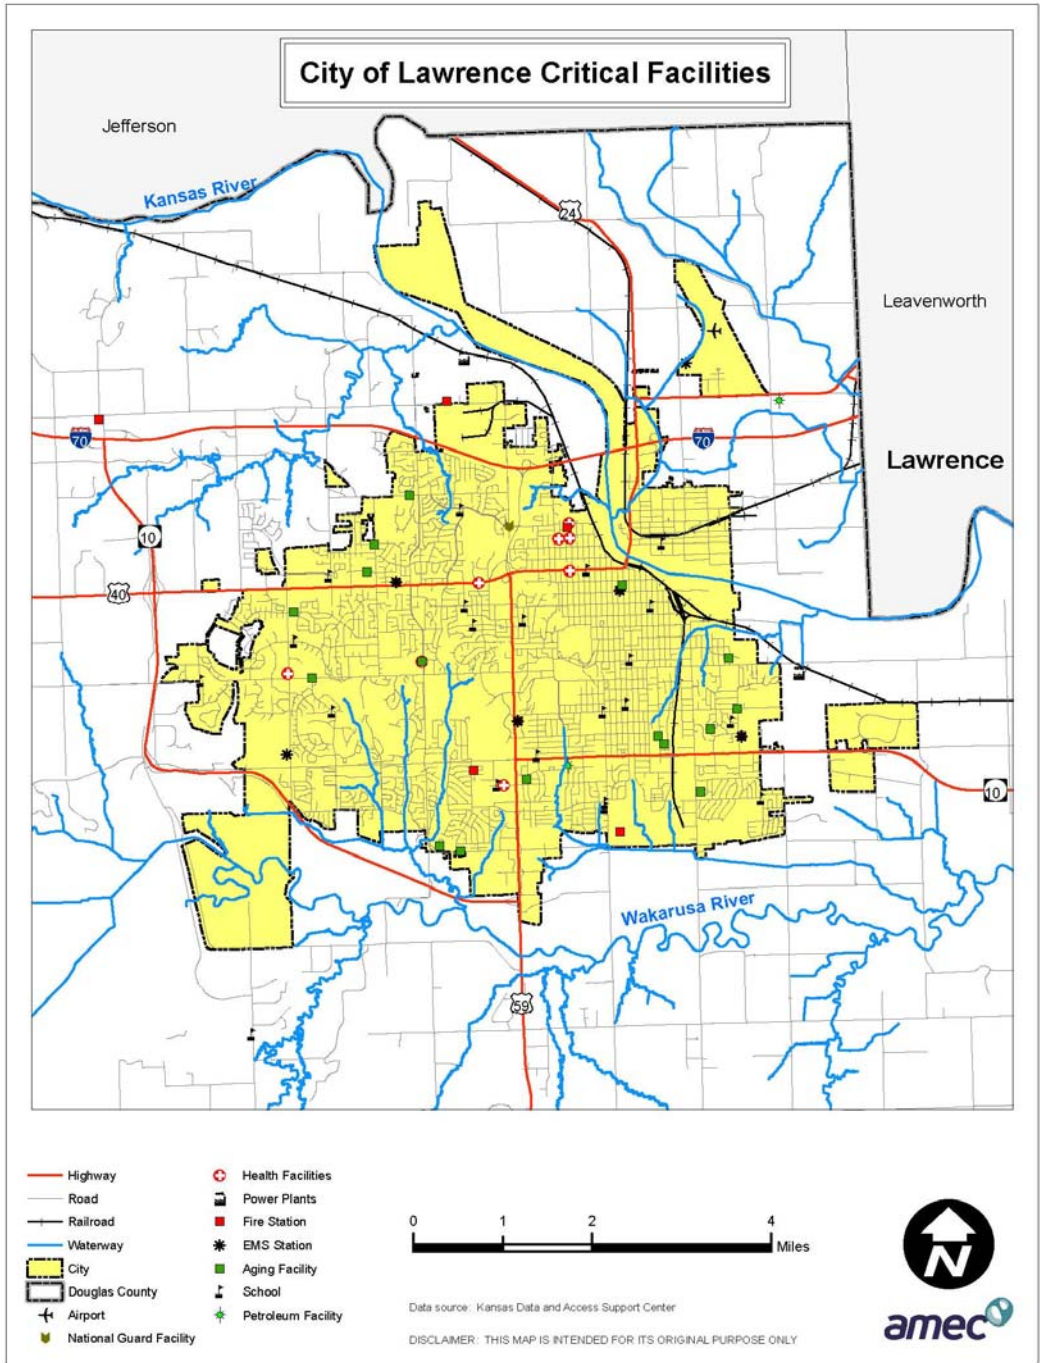 City of Lawrence Critical Facilities
Jefferson
Kansas River
24
Leavenworth
70
70
Lawrence
10
40
10
Wakarusa River
59
Highway
Road
Railroad
Waterway
City
Douglas County
Airport
National Guard Facility
Health Facilities
Power Plants
Fire Station
EMS Station
Aging Facility
School
Petroleum Facility
0 1 2 4
Miles
Data source: Kansas Data and Access Support Center
DISCLAIMER: THIS MAP IS INTENDED FOR ITS ORIGINAL PURPOSE ONLY
N
amec